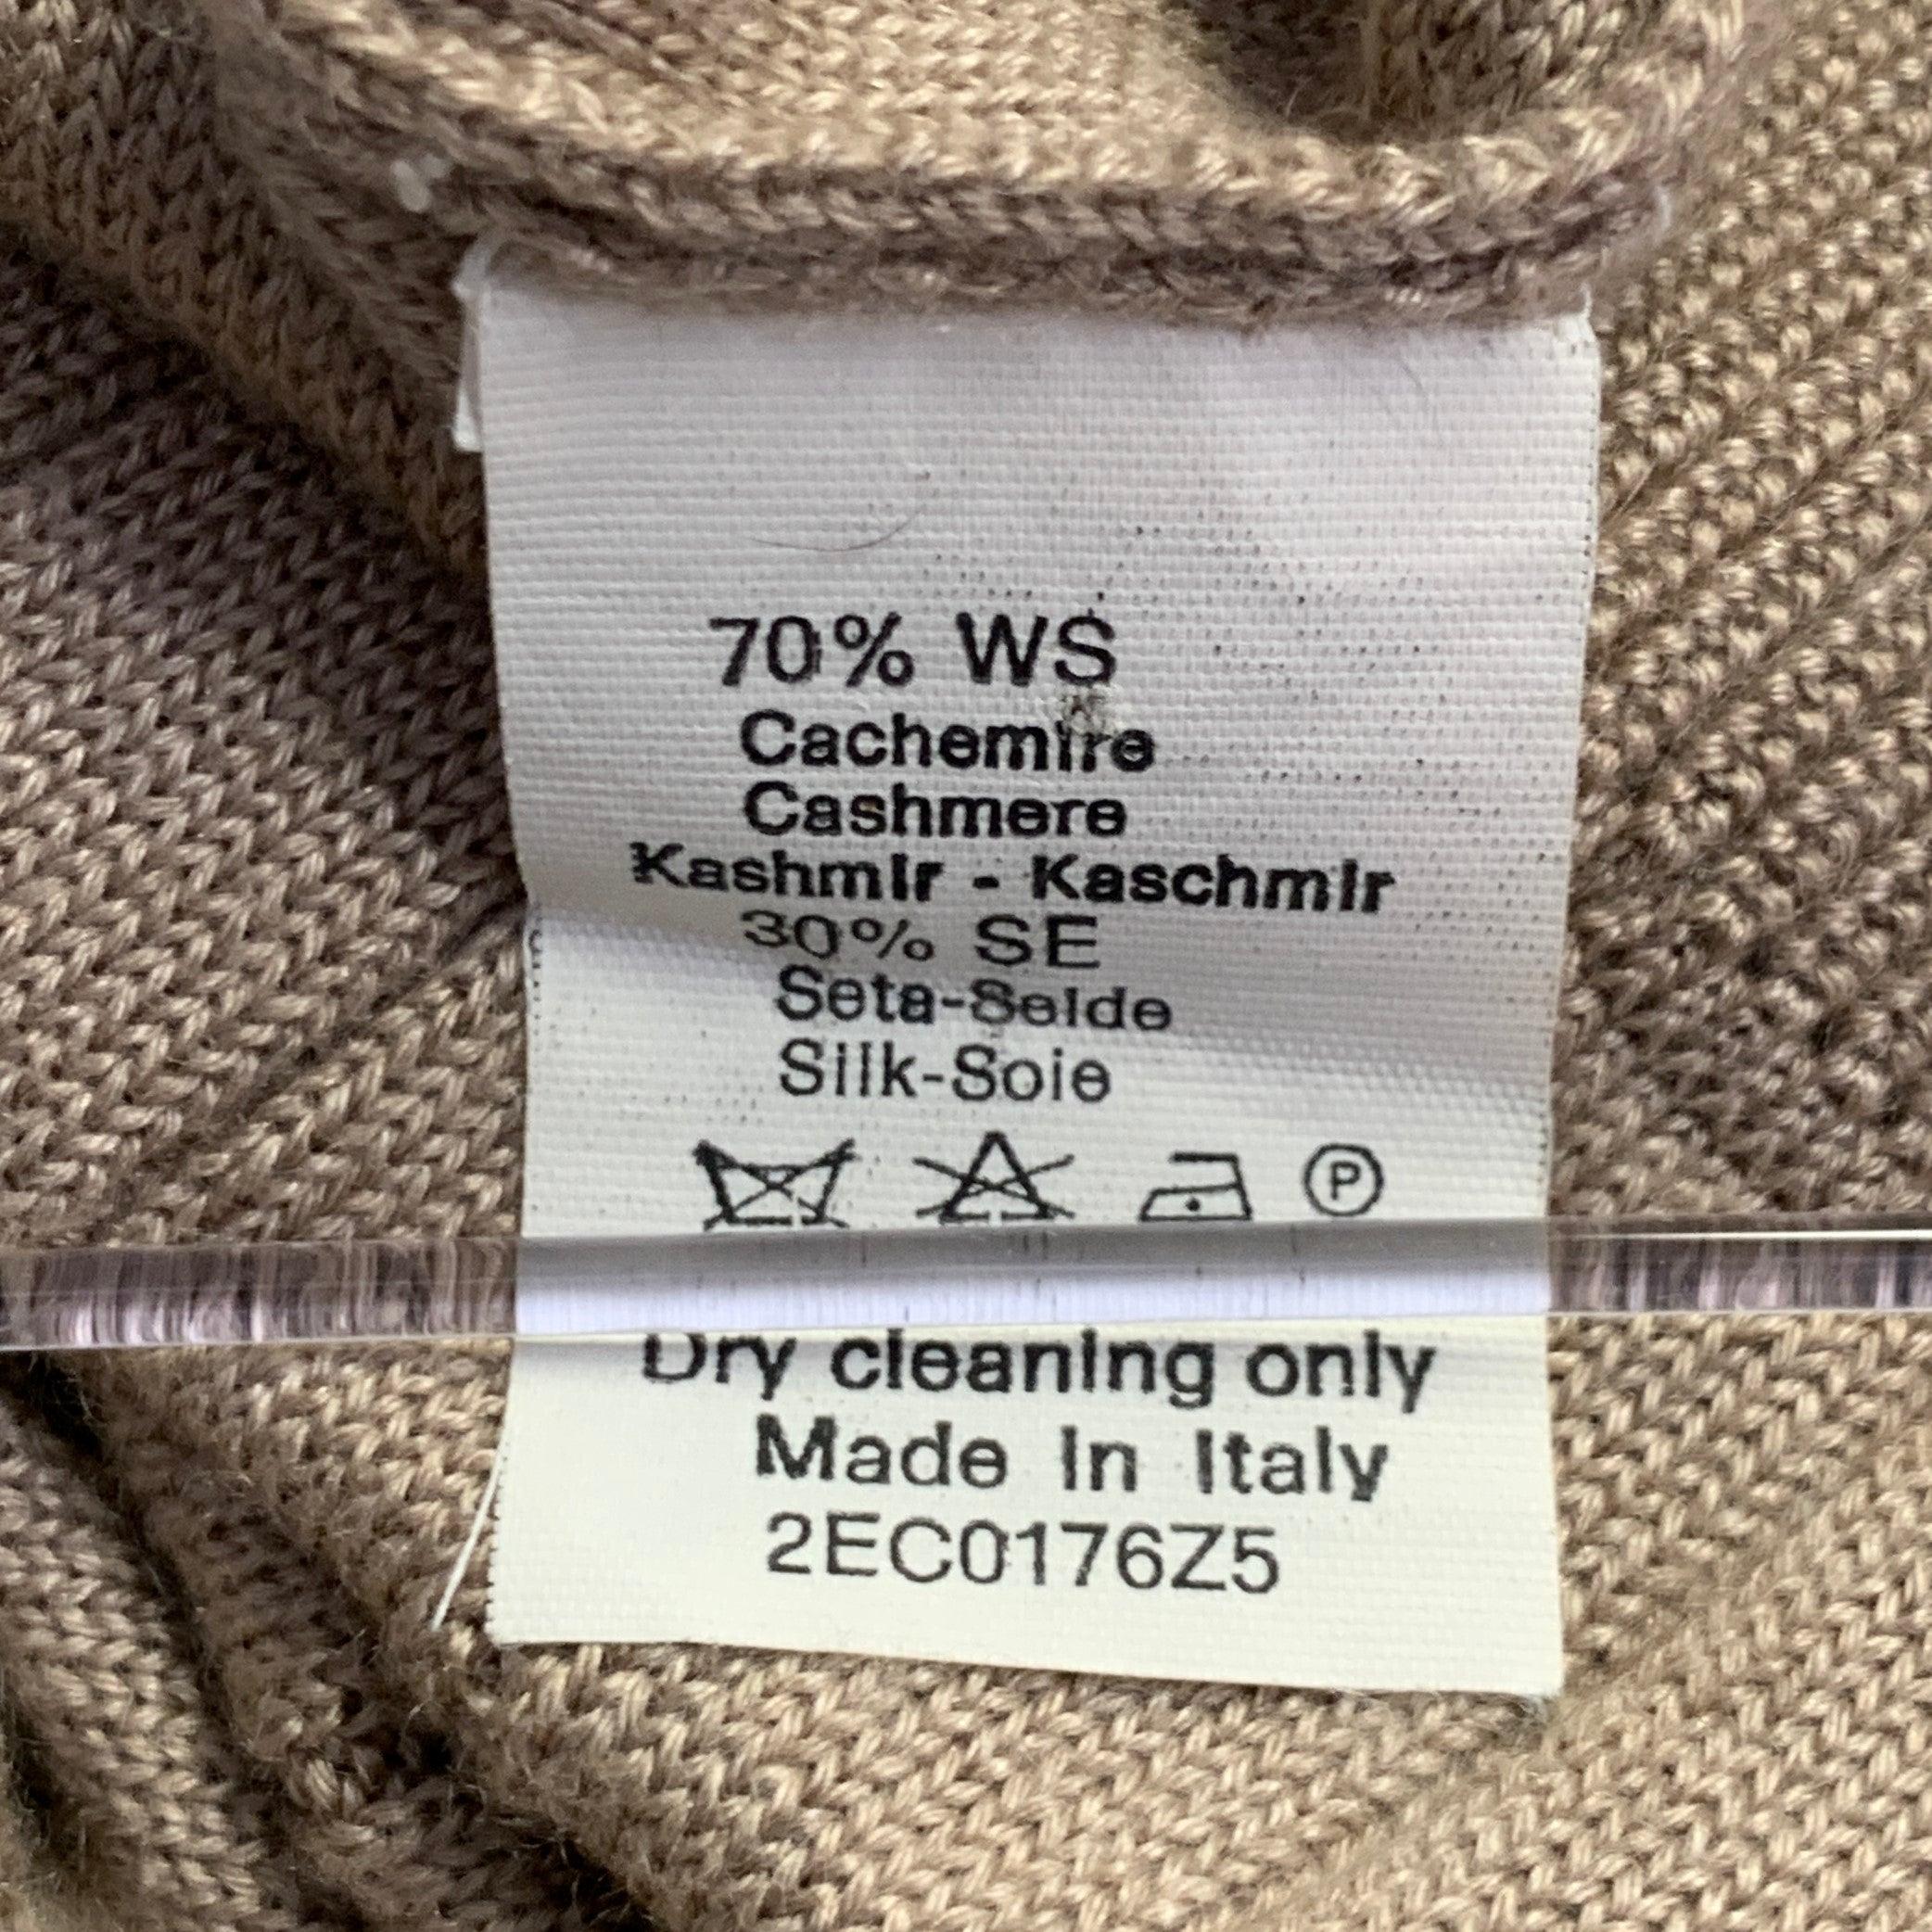 70% WS
Cachemire
Cashmere
Kashmir - Kaschmir
30% SE
Seta-Seide
Silk-Soie
P
Dry cleaning only
Made In Italy
2EC0176Z5